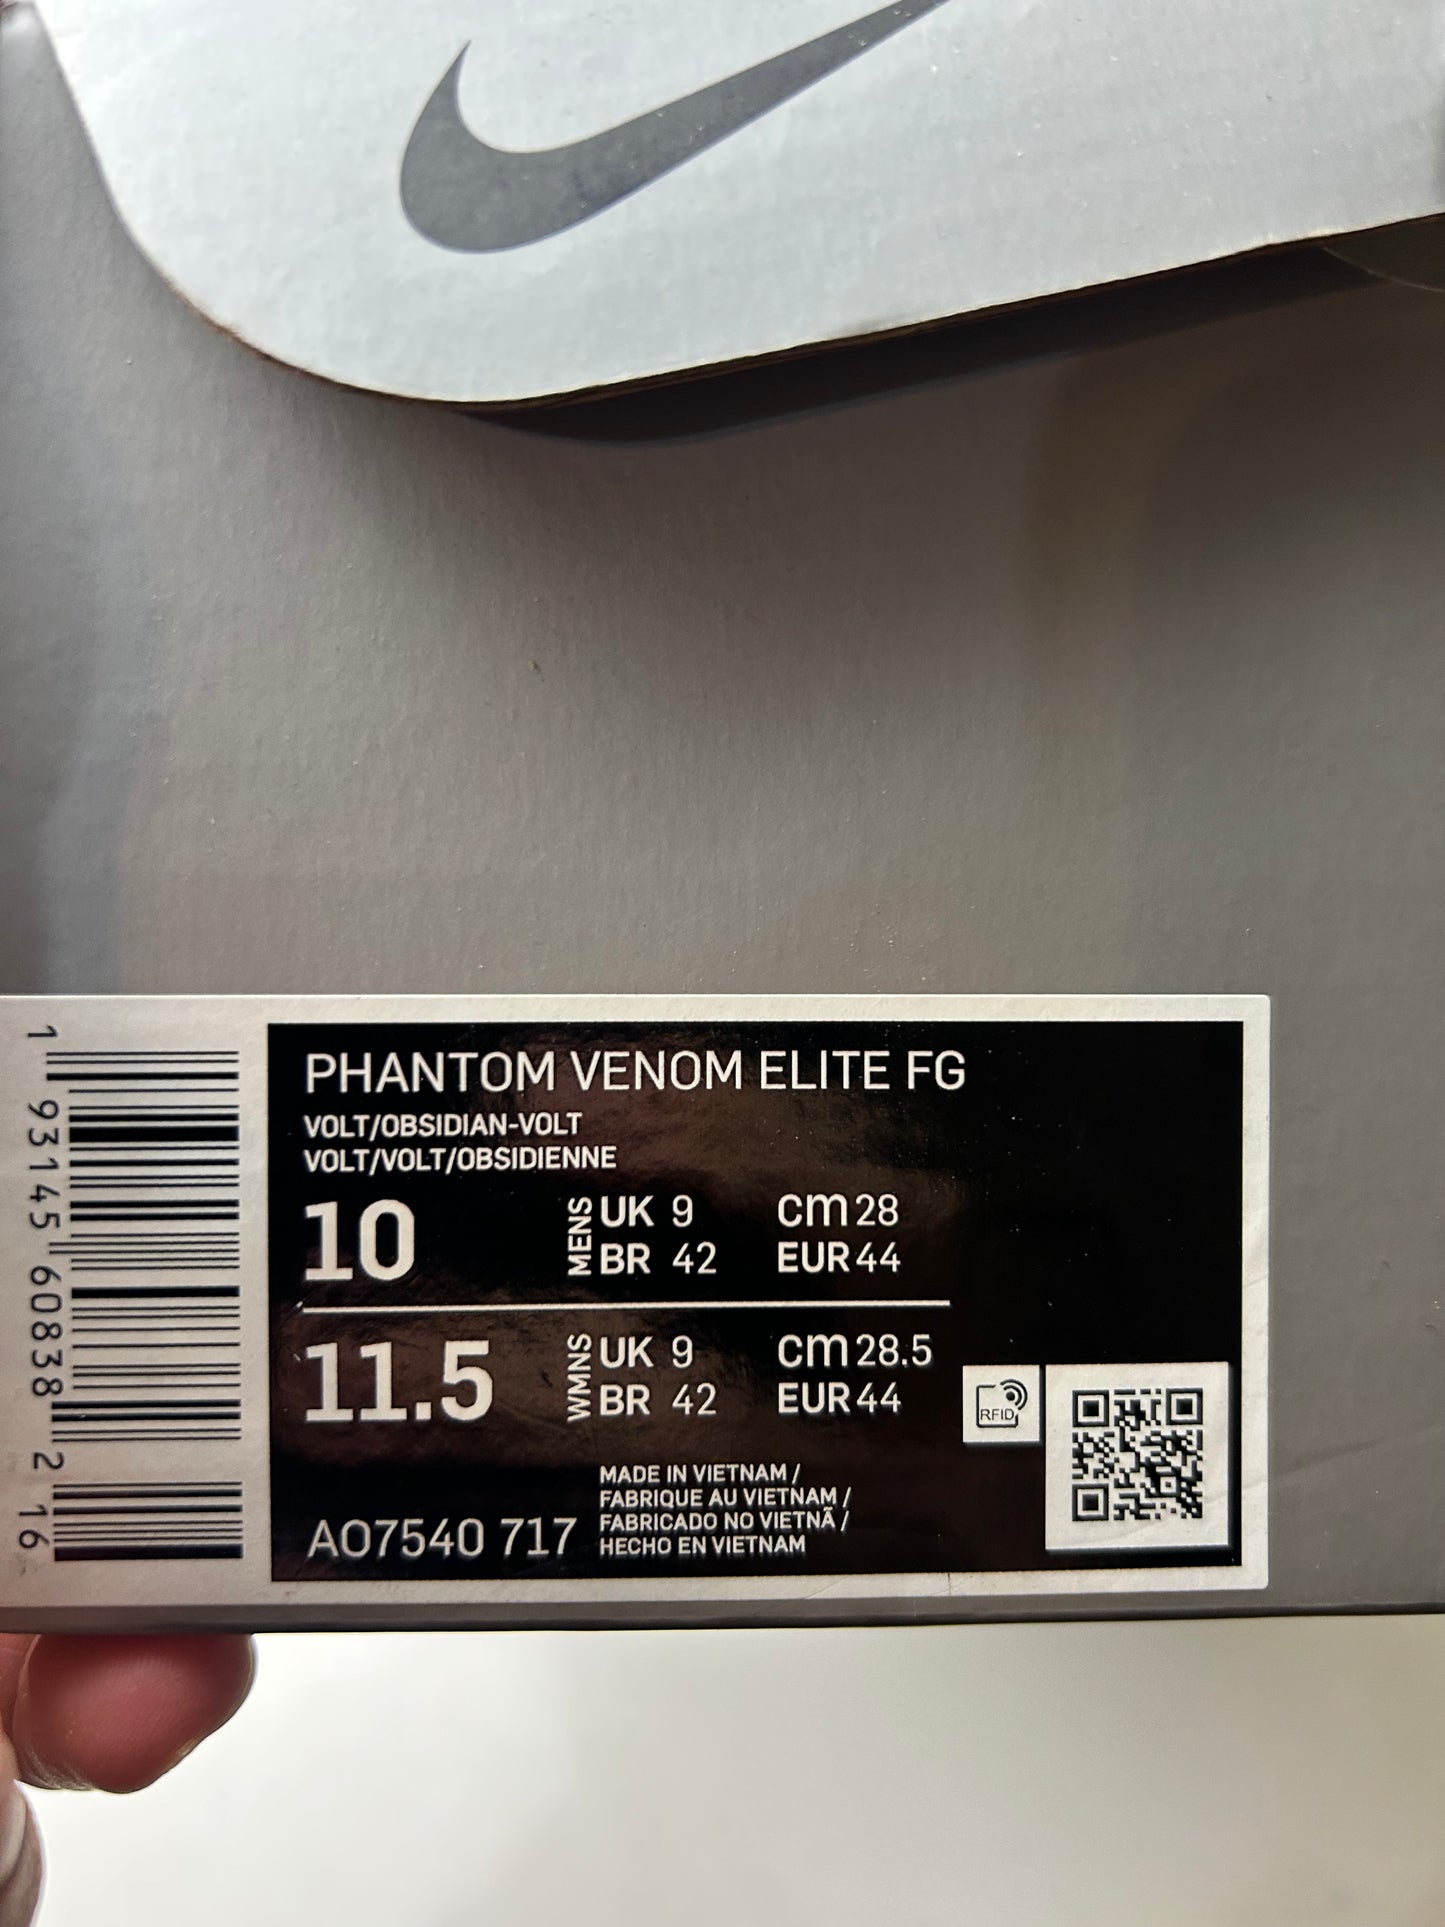 PHANTOM VENOM ELITE FG
VOLT/OBSIDIAN-VOLT
VOLT/VOLT/OBSIDIENNE
10 MENS UK 9 CM 28
BR 42 EUR 44
11.5 WMNS UK 9 CM 28.5
BR 42 EUR 44
RFID
MADE IN VIETNAM /
FABRIQUE AU VIETNAM /
FABRICADO NO VIETNÃ /
HECHO EN VIETNAM
AO7540 717
1 93145 60838 2 16